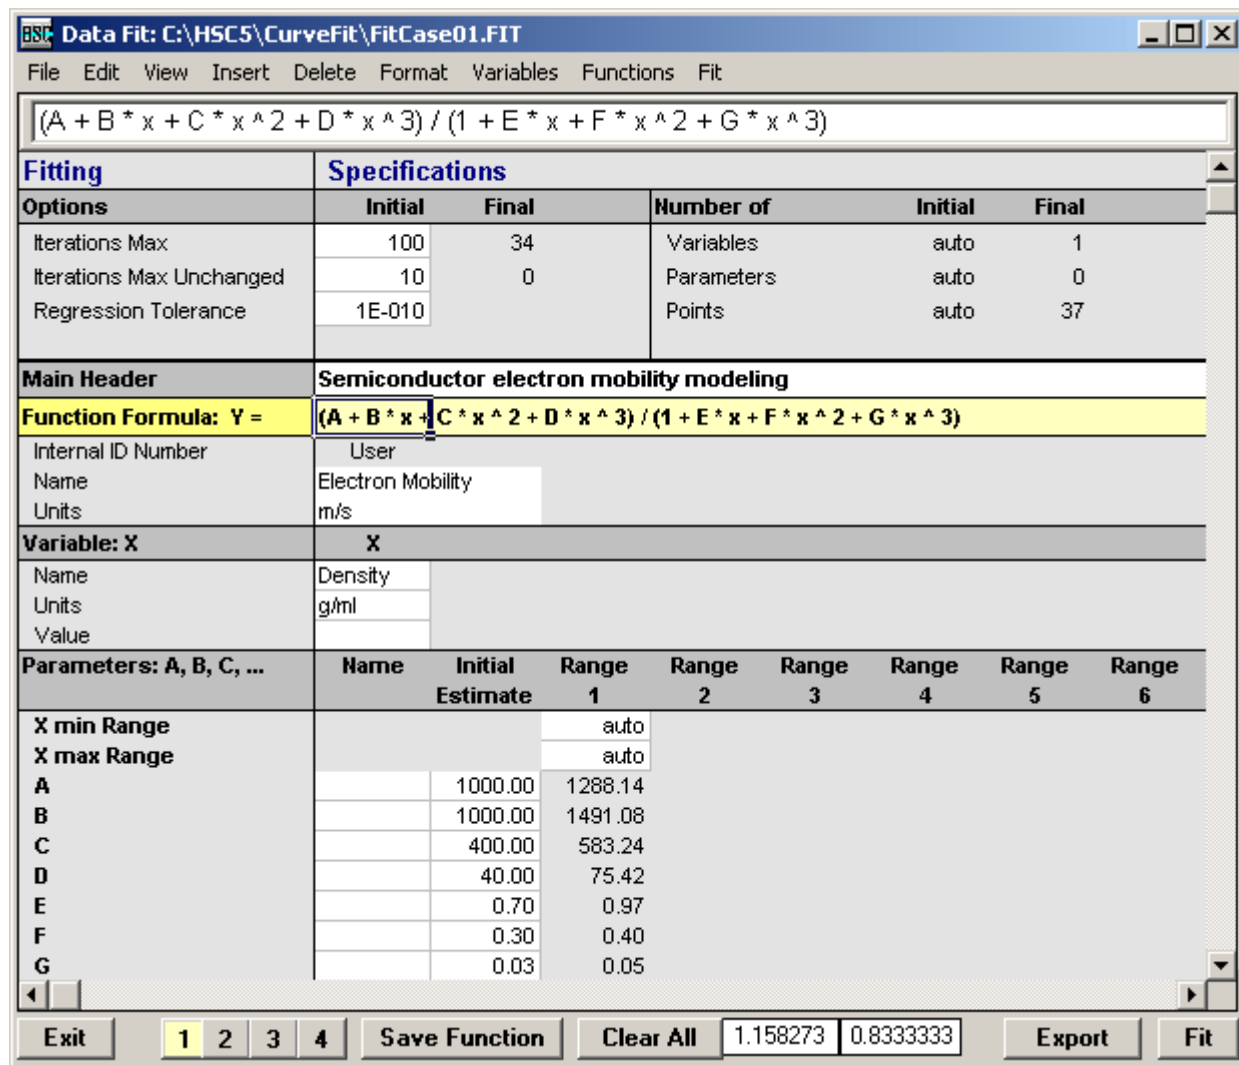 HSC Data Fit: C:\HSC5\CurveFit\FitCase01.FIT
File Edit View Insert Delete Format Variables Functions Fit
(A + B * x + C * x ^ 2 + D * x ^ 3) / (1 + E * x + F * x ^ 2 + G * x ^ 3)
Fitting Specifications
Options Initial Final Number of Initial Final
Iterations Max 100 34 Variables auto 1
Iterations Max Unchanged 10 0 Parameters auto 0
Regression Tolerance 1E-010 Points auto 37
Main Header Semiconductor electron mobility modeling
Function Formula: Y = (A + B * x + C * x ^ 2 + D * x ^ 3) / (1 + E * x + F * x ^ 2 + G * x ^ 3)
Internal ID Number User
Name Electron Mobility
Units m/s
Variable: X X
Name Density
Units g/ml
Value
Parameters: A, B, C, ... Name Initial Range Range Range Range Range Range
Estimate 1 2 3 4 5 6
X min Range auto
X max Range auto
A 1000.00 1288.14
B 1000.00 1491.08
C 400.00 583.24
D 40.00 75.42
E 0.70 0.97
F 0.30 0.40
G 0.03 0.05
Exit 1 2 3 4 Save Function Clear All 1.158273 0.8333333 Export Fit